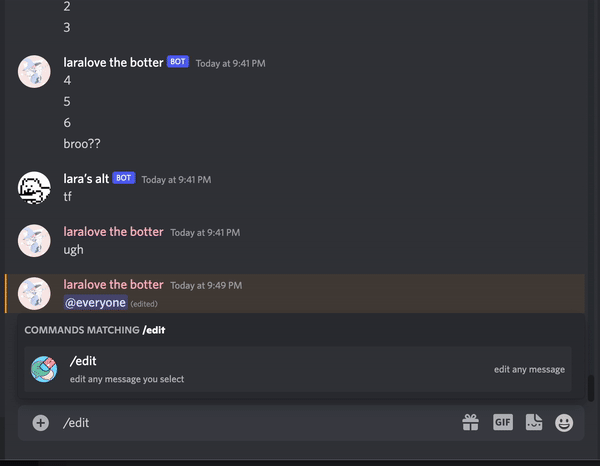 2
3
laralove the botter BOT Today at 9:41 PM
4
5
6
broo??
lara's alt BOT Today at 9:41 PM
tf
laralove the botter Today at 9:41 PM
ugh
laralove the botter Today at 9:49 PM
@everyone (edited)
COMMANDS MATCHING /edit
/edit
edit any message you select
edit any message
/edit
GIF